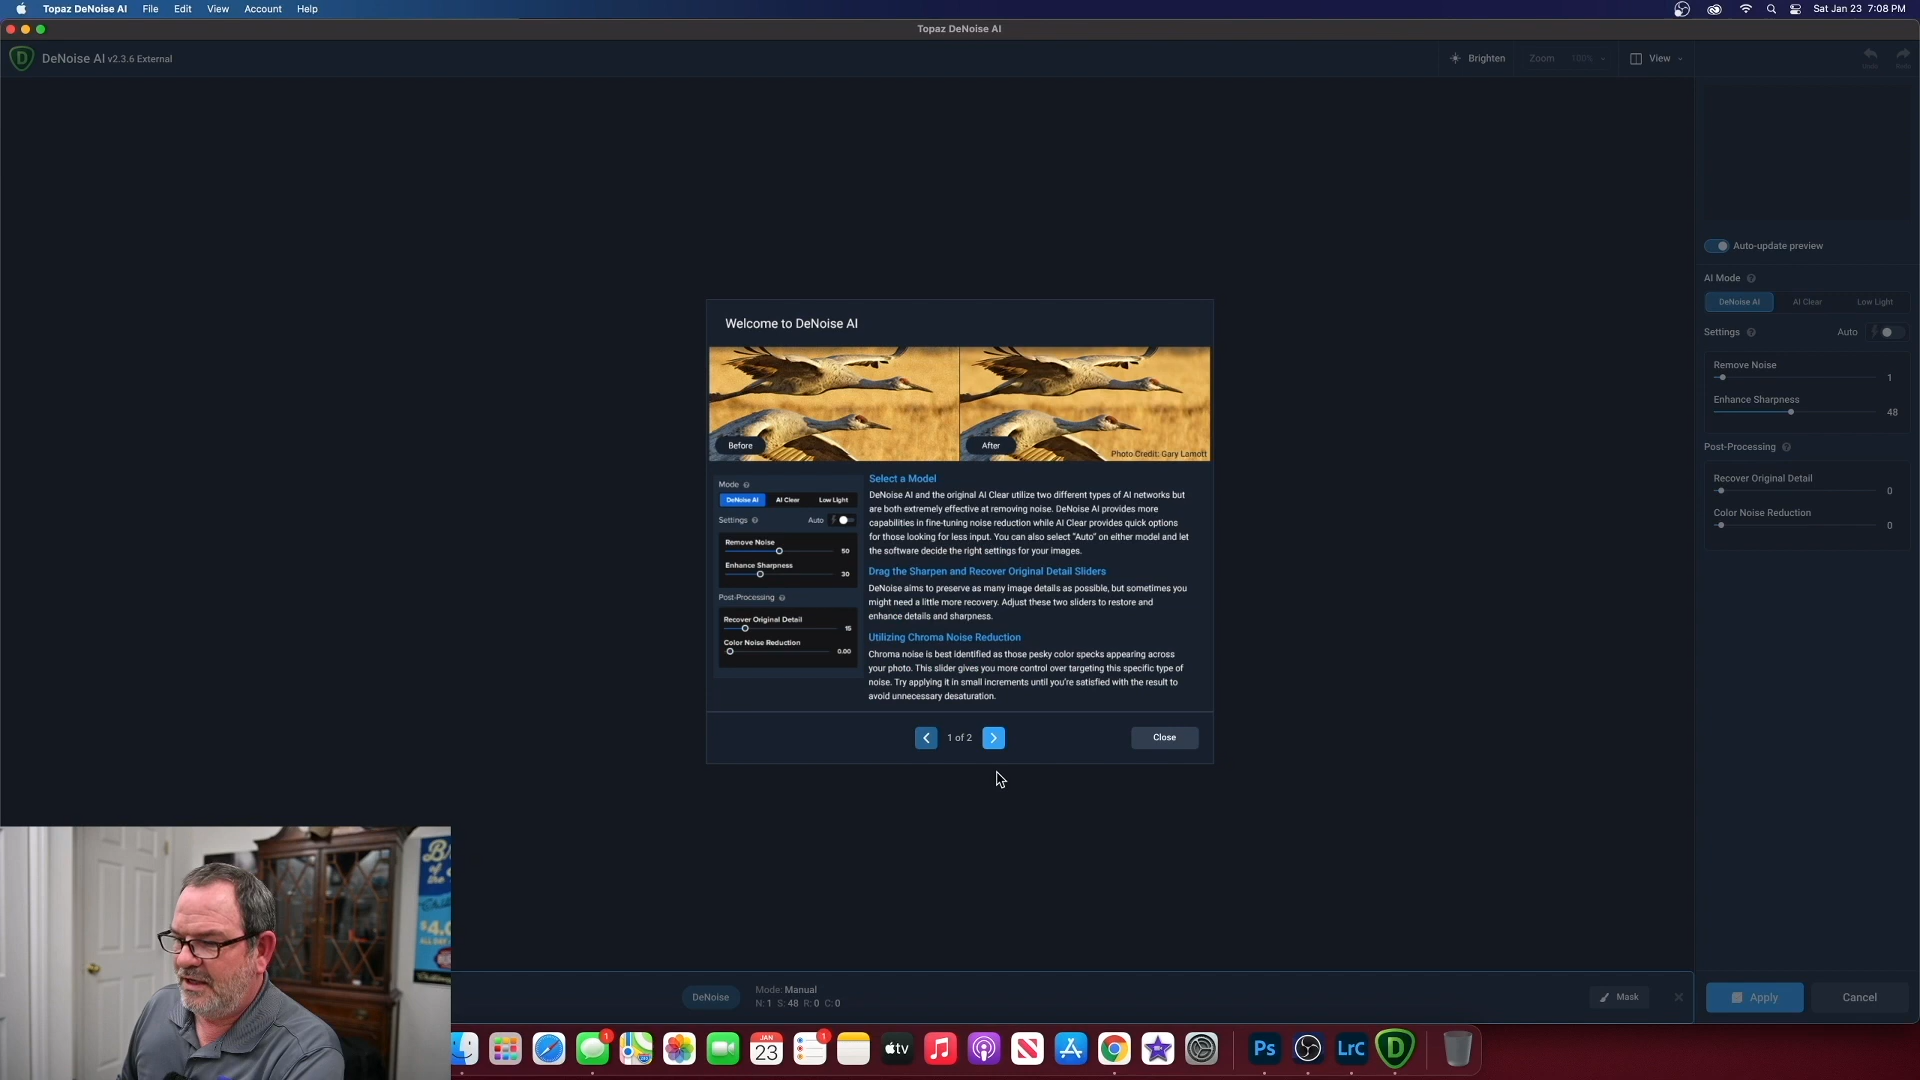 Topaz DeNoise AI File Edit View Account Help Sat Jan 23 7:08 PM
Topaz DeNoise AI
DeNoise AI v2.3.6 External
Brighten Zoom 100% View
Undo
Auto-update preview
AI Mode
DeNoise AI AI Clear Low Light
Settings Auto
Remove Noise
1
Enhance Sharpness
48
Post-Processing
Recover Original Detail
0
Color Noise Reduction
0
Welcome to DeNoise AI
Before
After
Photo Credit: Gary Lamott
Mode
DeNoise AI AI Clear Low Light
Settings Auto
Remove Noise
50
Enhance Sharpness
30
Post-Processing
Recover Original Detail
15
Color Noise Reduction
0.00
Select a Model
DeNoise AI and the original AI Clear utilize two different types of AI networks but
are both extremely effective at removing noise. DeNoise AI provides more
capabilities in fine-tuning noise reduction while AI Clear provides quick options
for those looking for less input. You can also select "Auto" on either model and let
the software decide the right settings for your images.
Drag the Sharpen and Recover Original Detail Sliders
DeNoise aims to preserve as many image details as possible, but sometimes you
might need a little more recovery. Adjust these two sliders to restore and
enhance details and sharpness.
Utilizing Chroma Noise Reduction
Chroma noise is best identified as those pesky color specks appearing across
your photo. This slider gives you more control over targeting this specific type of
noise. Try applying it in small increments until you're satisfied with the result to
avoid unnecessary desaturation.
1 of 2
Close
DeNoise
Mode: Manual
N: 1 S: 48 R: 0 C: 0
Mask
Apply
Cancel
1
JAN
23
1
tv
Ps
LrC
D